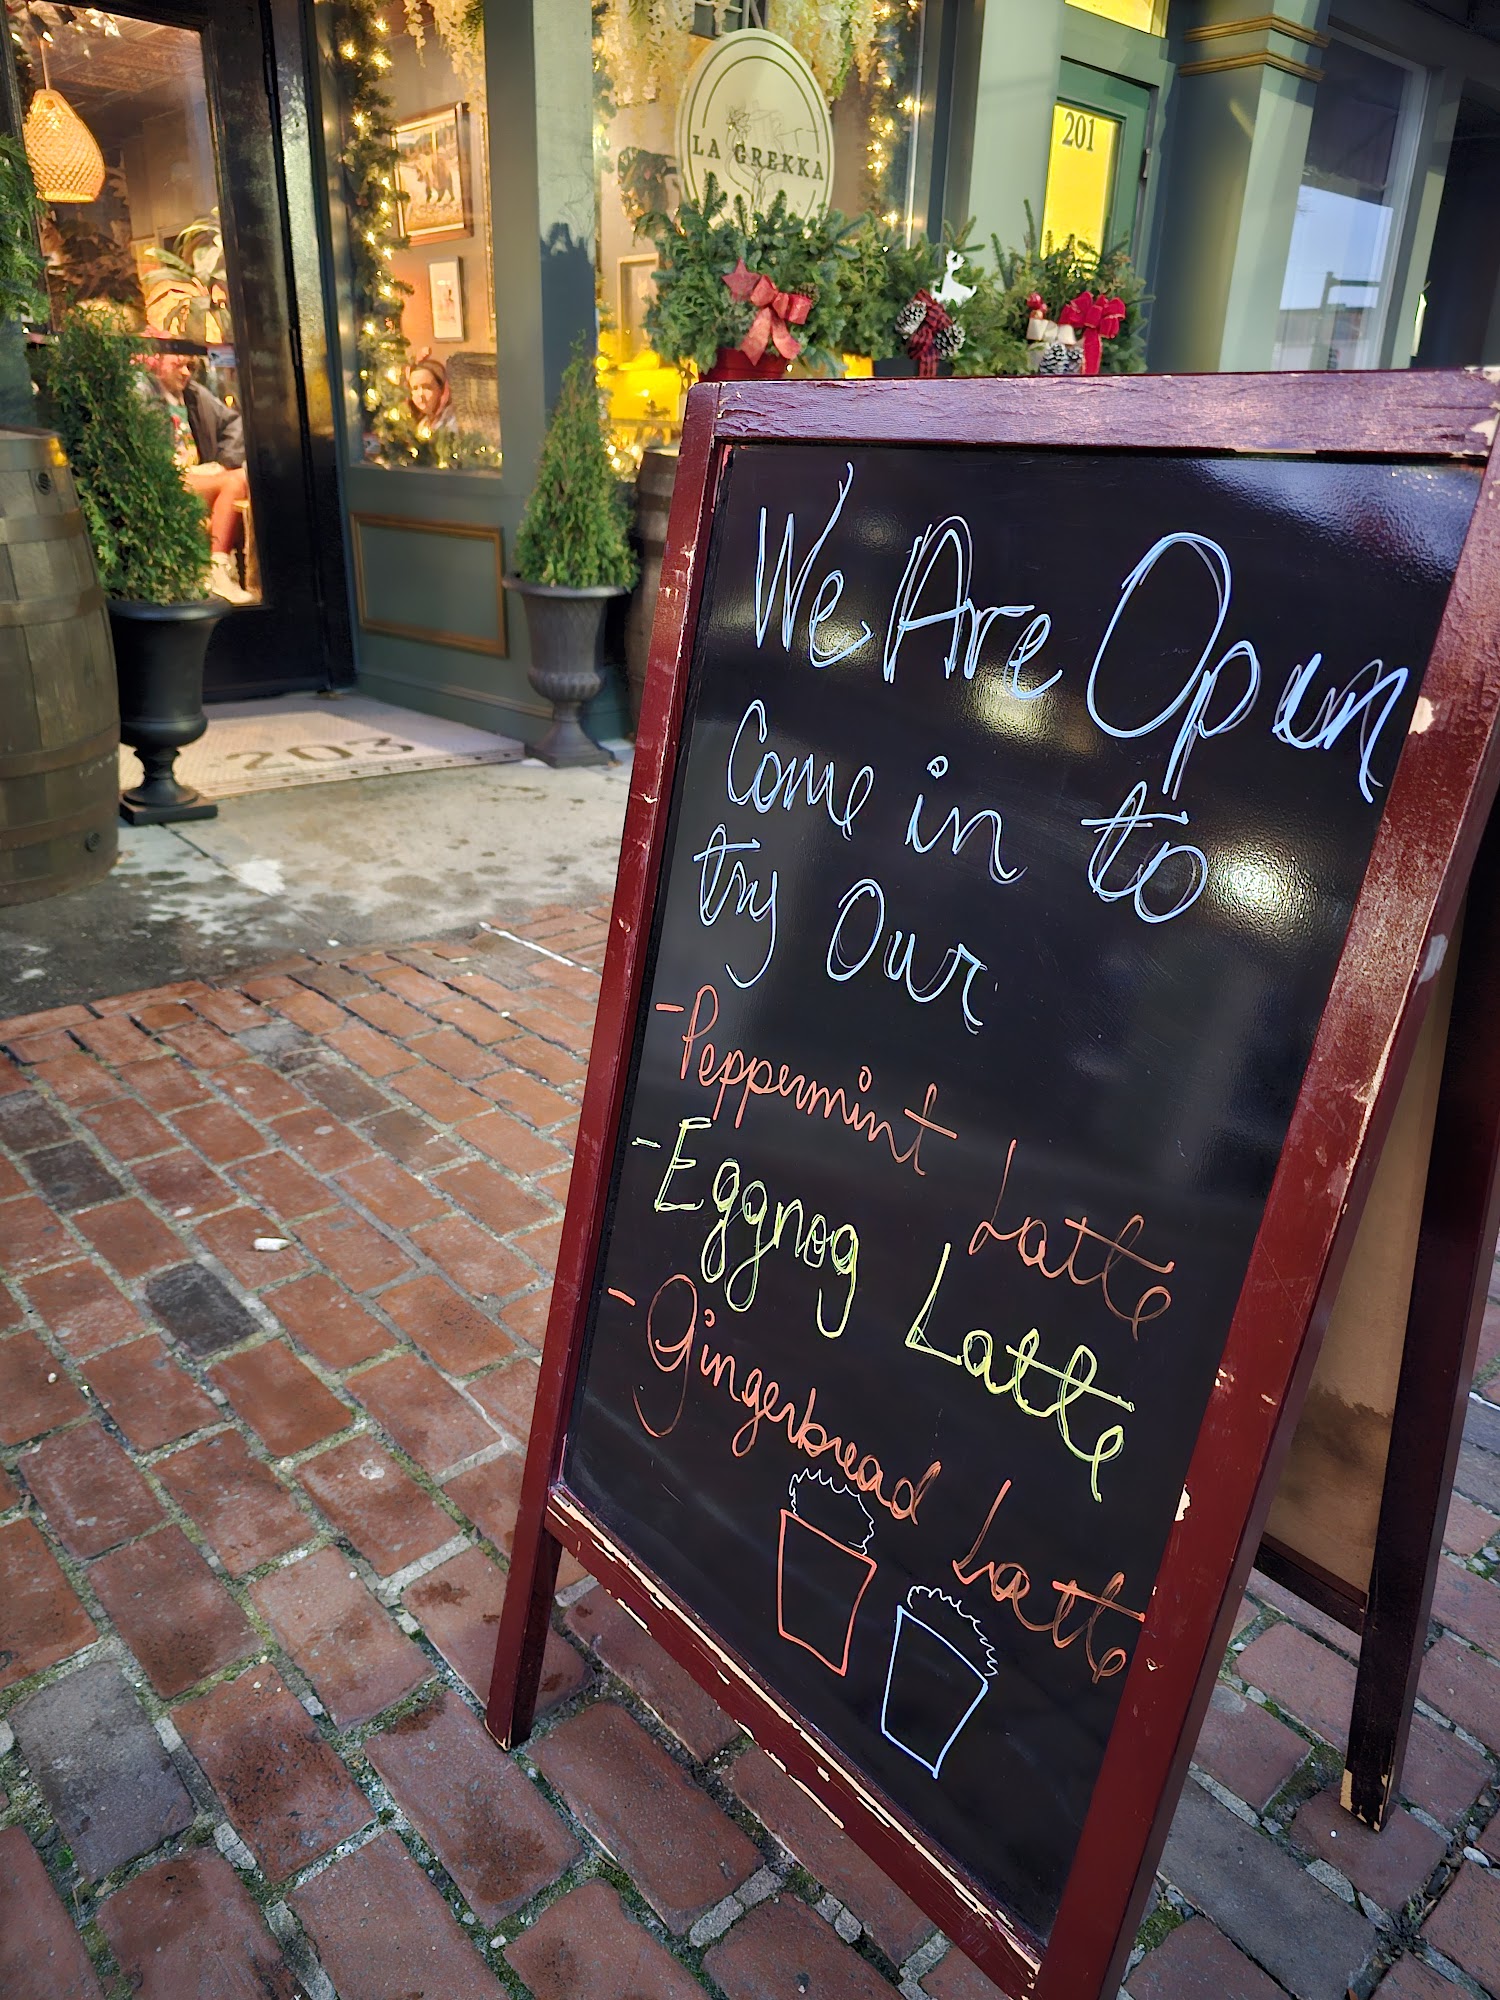 LA GREKKA
201
203
We Are Open
Come in to
try Our
-Peppermint Latte
-Eggnog Latte
-Gingerbread Latte